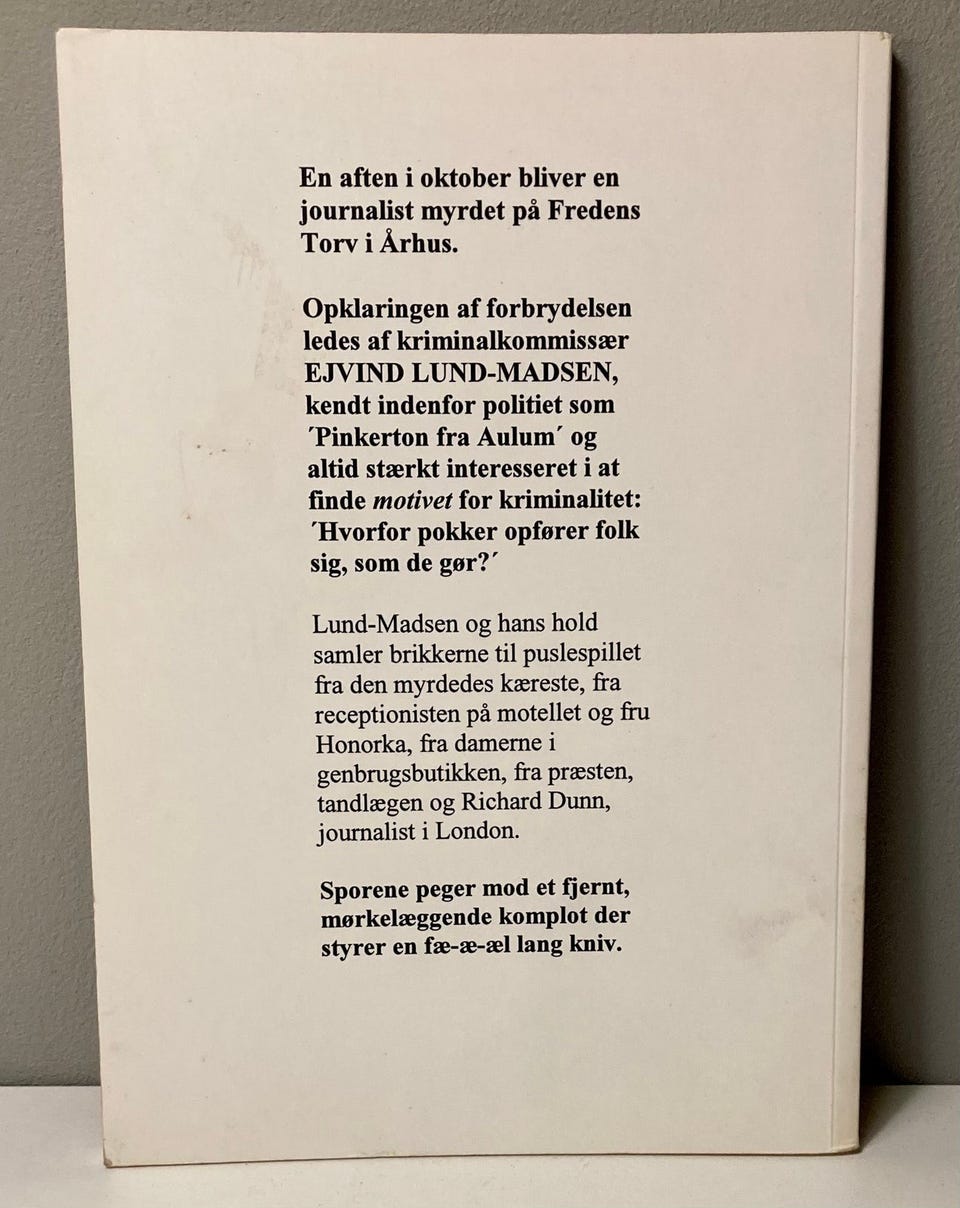 En aften i oktober bliver en
journalist myrdet på Fredens
Torv i Århus.
Opklaringen af forbrydelsen
ledes af kriminalkommissær
EJVIND LUND-MADSEN,
kendt indenfor politiet som
´Pinkerton fra Aulum´ og
altid stærkt interesseret i at
finde motivet for kriminalitet:
´Hvorfor pokker opfører folk
sig, som de gør?´
Lund-Madsen og hans hold
samler brikkerne til puslespillet
fra den myrdedes kæreste, fra
receptionisten på motellet og fru
Honorka, fra damerne i
genbrugsbutikken, fra præsten,
tandlægen og Richard Dunn,
journalist i London.
Sporene peger mod et fjernt,
mørkelæggende komplot der
styrer en fæ-æ-æl lang kniv.